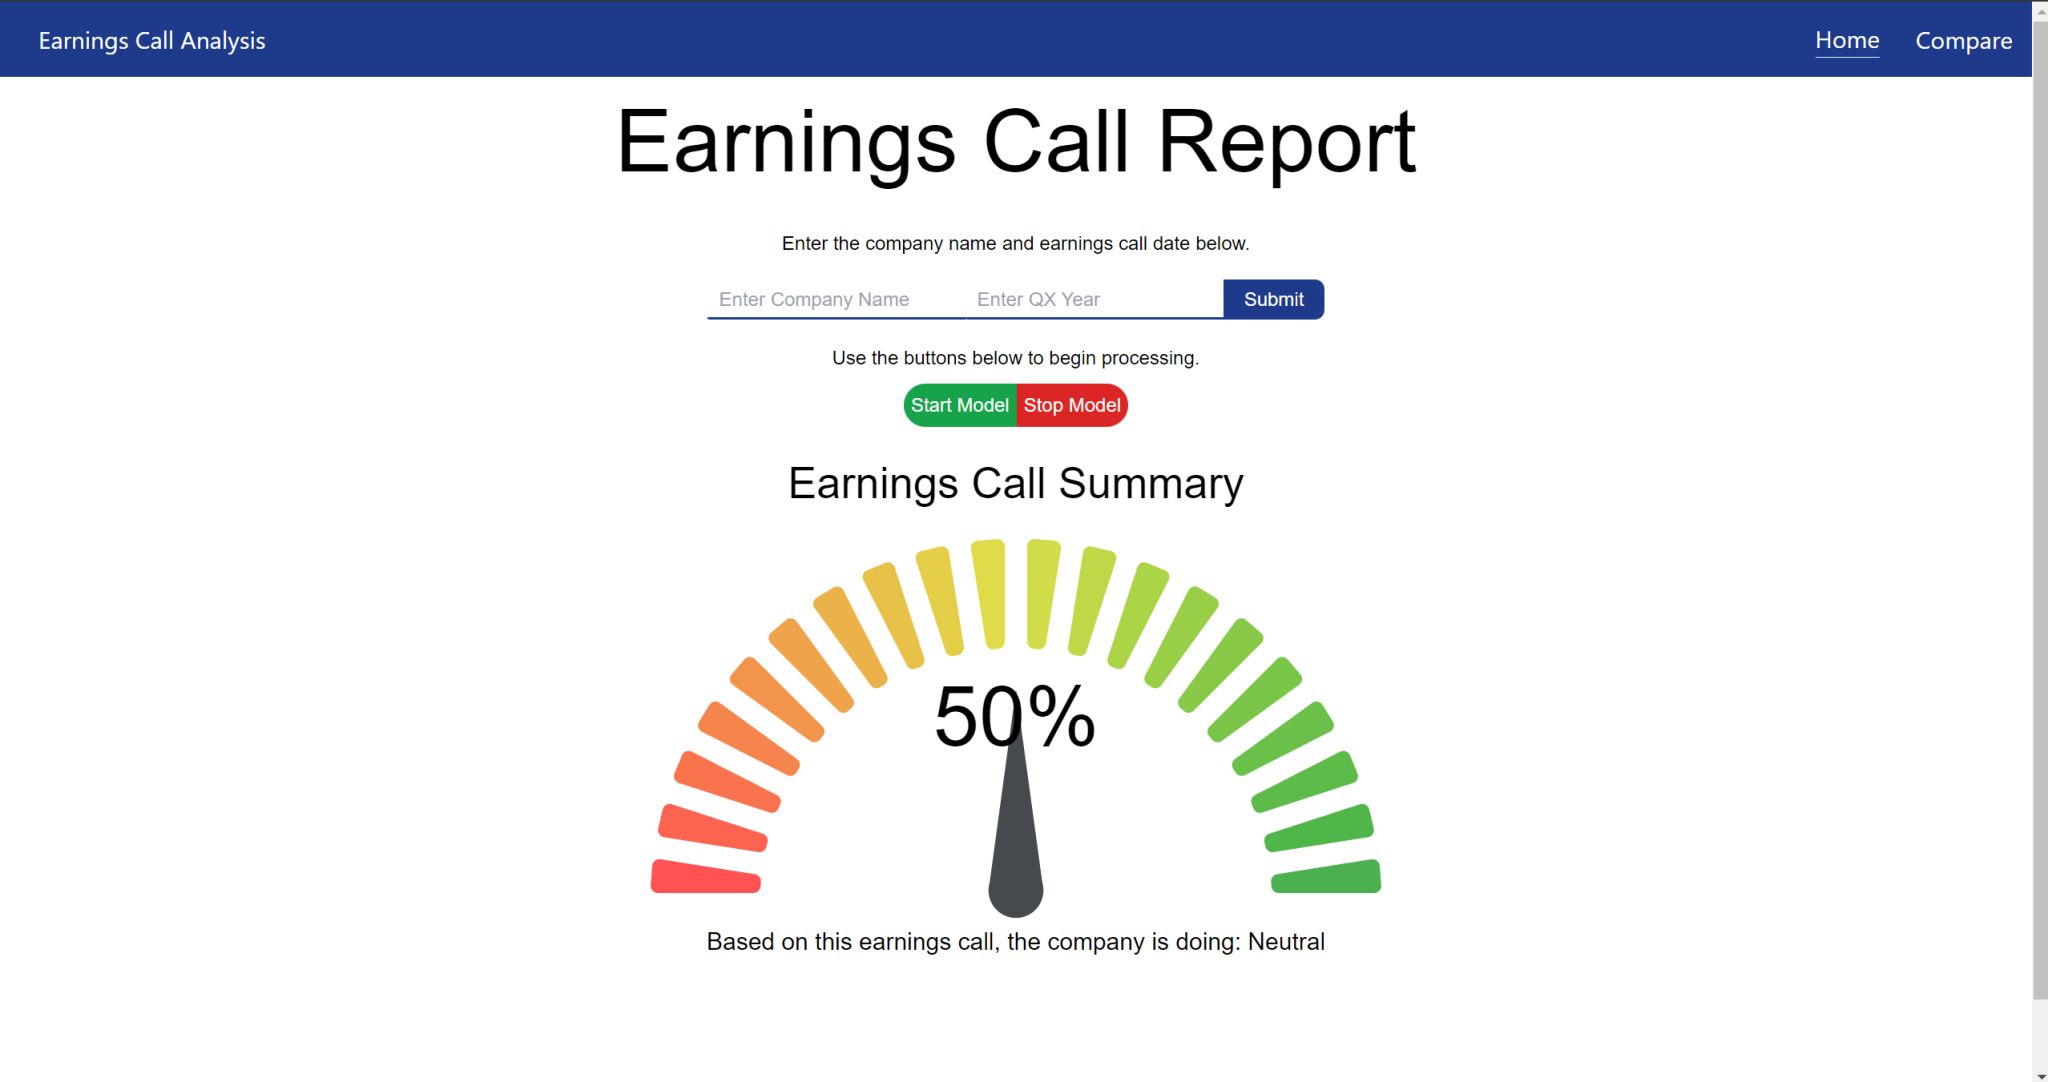 Earnings Call Analysis
Home Compare
Earnings Call Report
Enter the company name and earnings call date below.
Enter Company Name Enter QX Year Submit
Use the buttons below to begin processing.
Start Model Stop Model
Earnings Call Summary
50%
Based on this earnings call, the company is doing: Neutral